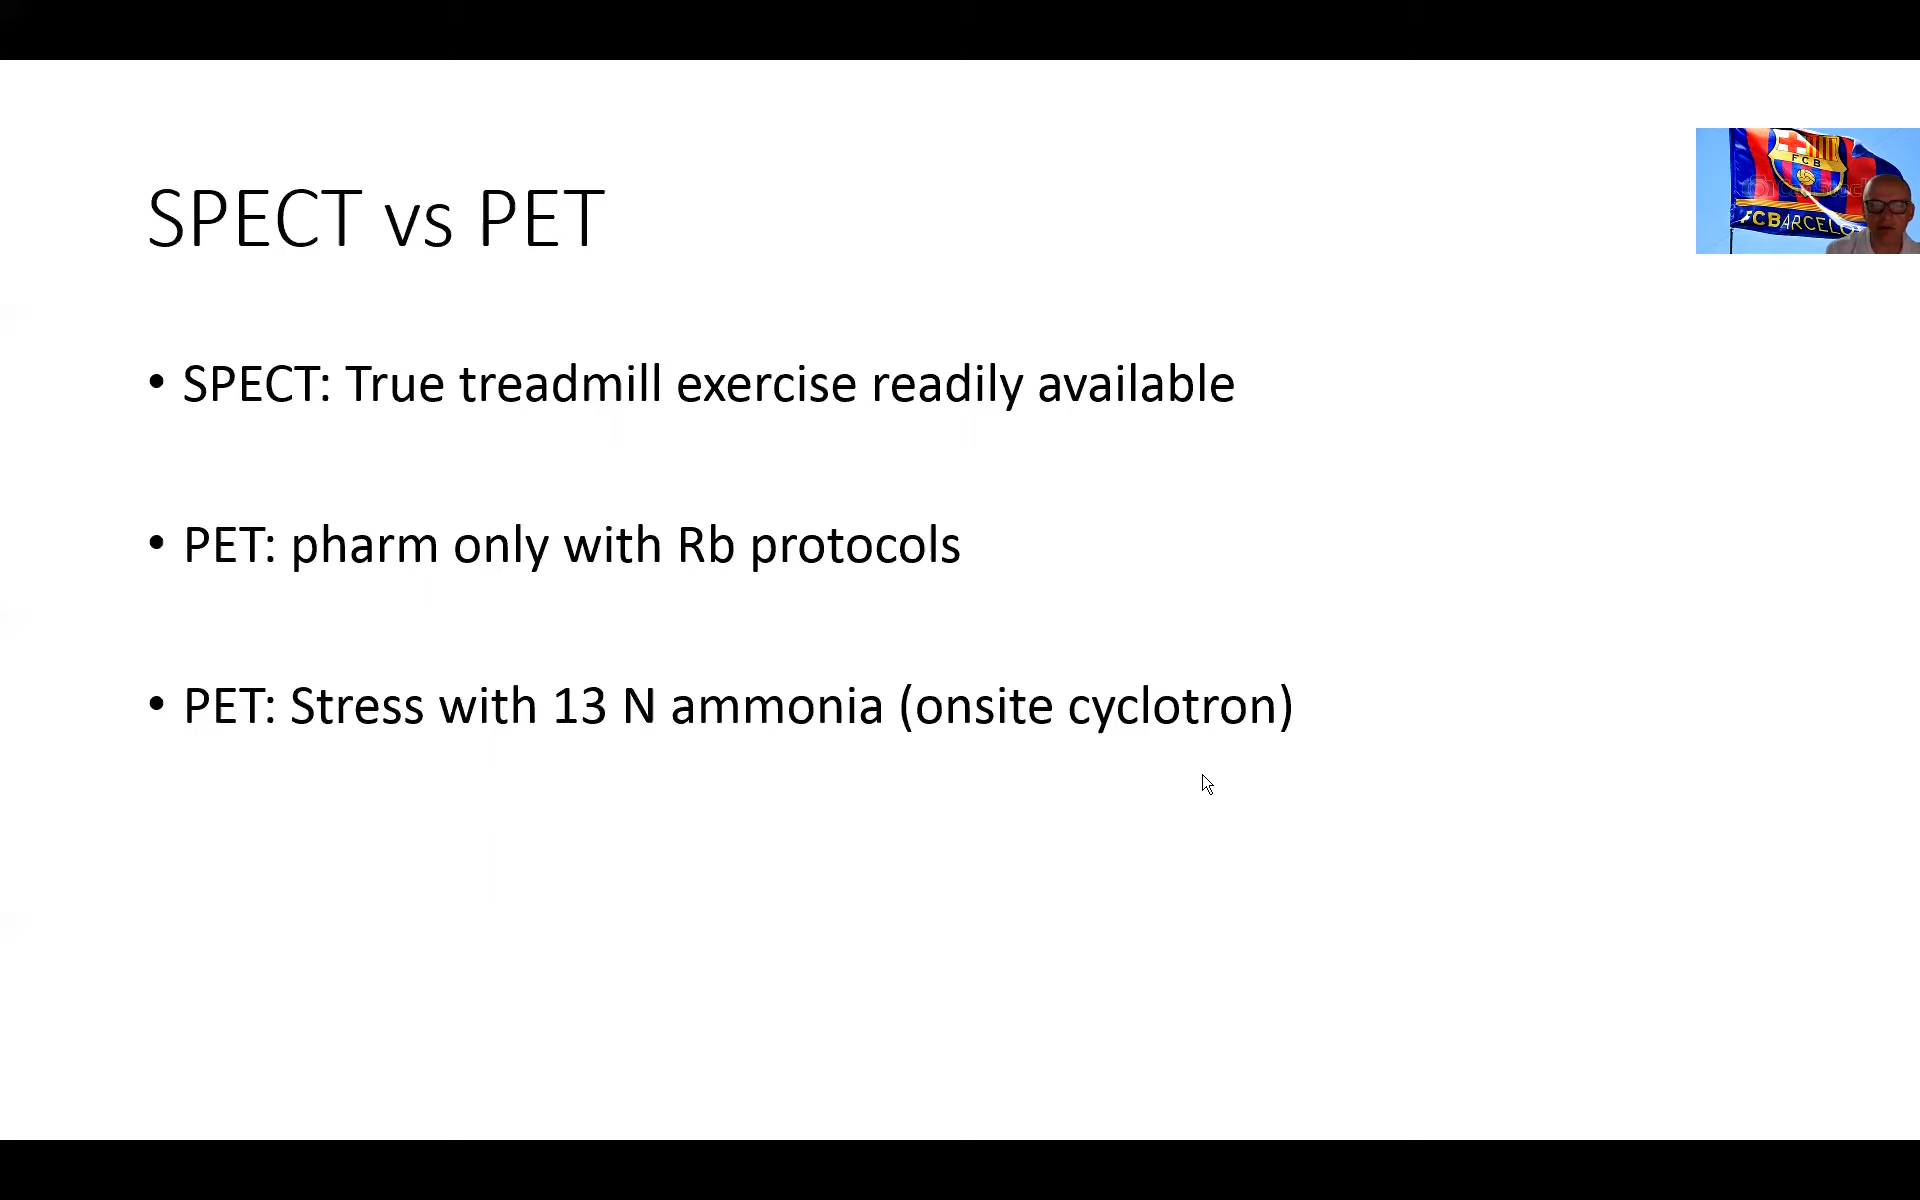 SPECT vs PET
FCB
FCBARCELO
• SPECT: True treadmill exercise readily available
• PET: pharm only with Rb protocols
• PET: Stress with 13 N ammonia (onsite cyclotron)